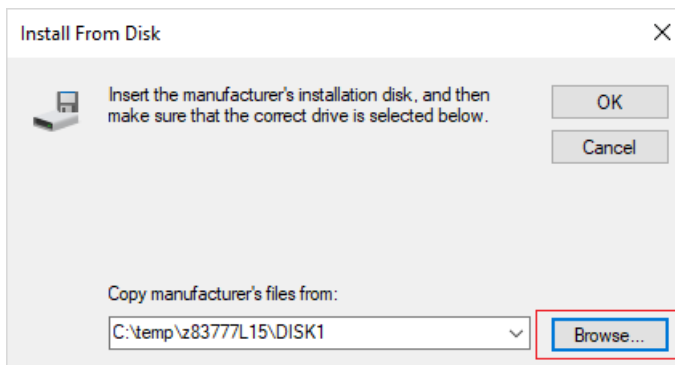 Install From Disk
Insert the manufacturer's installation disk, and then
make sure that the correct drive is selected below.
OK
Cancel
Copy manufacturer's files from:
C:\temp\z83777L15\DISK1
Browse...